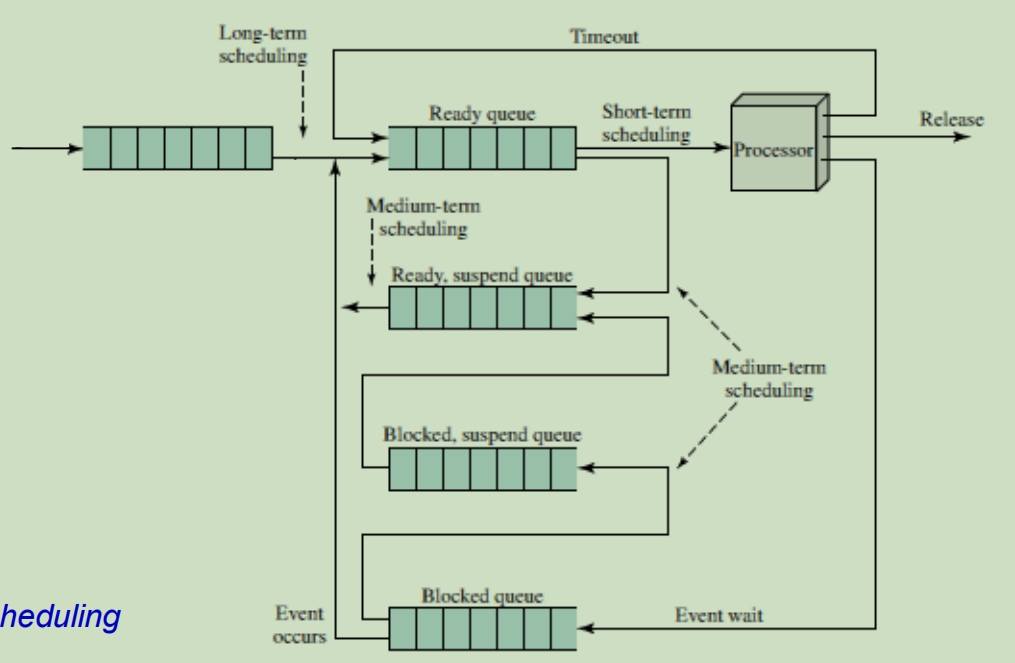 Long-term
scheduling
Timeout
Ready queue
Short-term
scheduling
Processor
Release
Medium-term
scheduling
Ready, suspend queue
Medium-term
scheduling
Blocked, suspend queue
Blocked queue
Event
occurs
Event wait
heduling